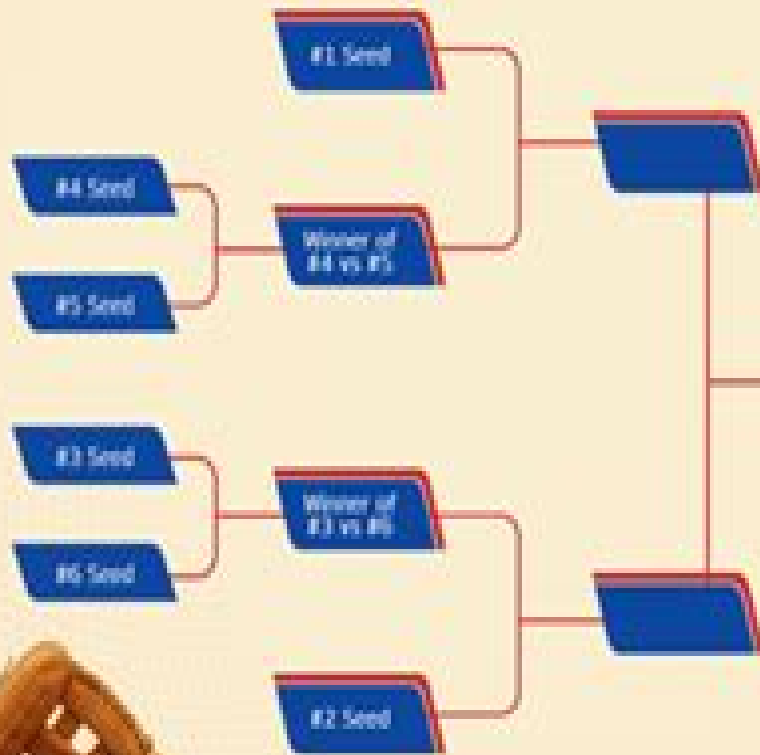 #1 Seed
#4 Seed
Winner of
#4 vs #5
#5 Seed
#3 Seed
Winner of
#3 vs #6
#6 Seed
#2 Seed